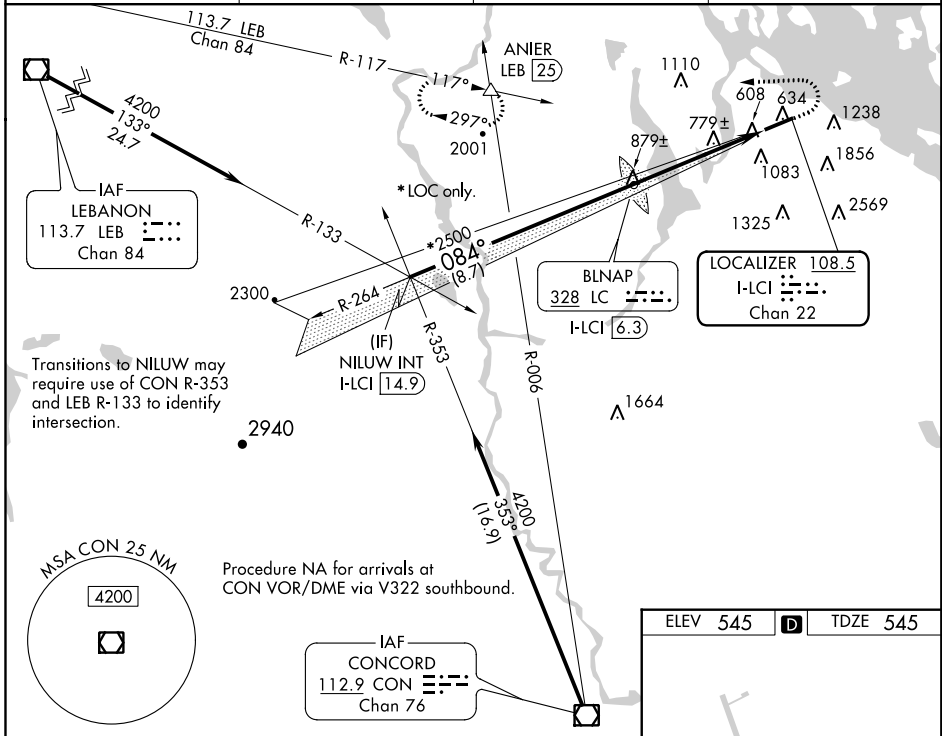 113.7 LEB
Chan 84
R-117
117°
297°
ANIER
LEB 25
2001
1110
608
634
1238
779±
879±
1083
1856
1325
2569
4200
133°
24.7
IAF
LEBANON
113.7 LEB
Chan 84
R-133
*LOC only.
*2500
084°
(8.7)
2300
R-264
(IF)
NILUW INT
I-LCI 14.9
R-353
R-006
BLNAP
328 LC
I-LCI 6.3
LOCALIZER 108.5
I-LCI
Chan 22
Transitions to NILUW may
require use of CON R-353
and LEB R-133 to identify
intersection.
2940
1664
4200
353°
(16.9)
MSA CON 25 NM
4200
Procedure NA for arrivals at
CON VOR/DME via V322 southbound.
IAF
CONCORD
112.9 CON
Chan 76
ELEV 545 D TDZE 545